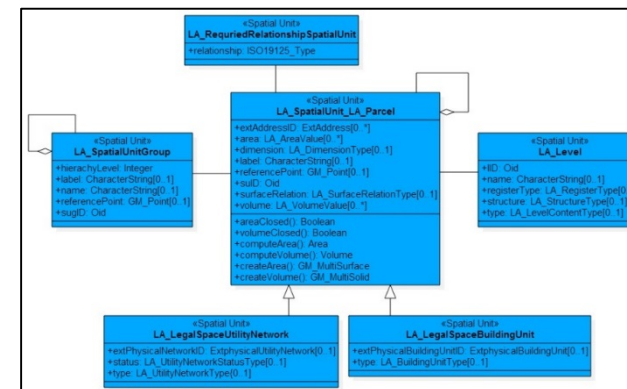 «Spatial Unit»
LA_RequriedRelationshipSpatialUnit
+relationship: ISO19125_Type
«Spatial Unit»
LA_SpatialUnitGroup
+hierachyLevel: Integer
+label: CharacterString[0..1]
+name: CharacterString[0..1]
+referencePoint: GM_Point[0..1]
+sugID: Oid
«Spatial Unit»
LA_SpatialUnit_LA_Parcel
+extAddressID: ExtAddress[0..*]
+area: LA_AreaValue[0..*]
+dimension: LA_DimensionType[0..1]
+label: CharacterString[0..1]
+referencePoint: GM_Point[0..1]
+suID: Oid
+surfaceRelation: LA_SurfaceRelationType[0..1]
+volume: LA_VolumeValue[0..*]
+areaClosed(): Boolean
+volumeClosed(): Boolean
+computeArea(): Area
+computeVolume(): Volume
+createArea(): GM_MultiSurface
+createVolume(): GM_MultiSolid
«Spatial Unit»
LA_Level
+lID: Oid
+name: CharacterString[0..1]
+registerType: LA_RegisterType[0
+structure: LA_StructureType[0..1]
+type: LA_LevelContentType[0..1]
«Spatial Unit»
LA_LegalSpaceUtilityNetwork
+extPhysicalNetworkID: ExtphysicalUtilityNetwork[0..1]
+status: LA_UtilityNetworkStatusType[0..1]
+type: LA_UtilityNetworkType[0..1]
«Spatial Unit»
LA_LegalSpaceBuildingUnit
+extPhysicalBuildingUnitID: ExtphysicalBuildingUnit[0..1]
+type: LA_BuildingUnitType[0..1]